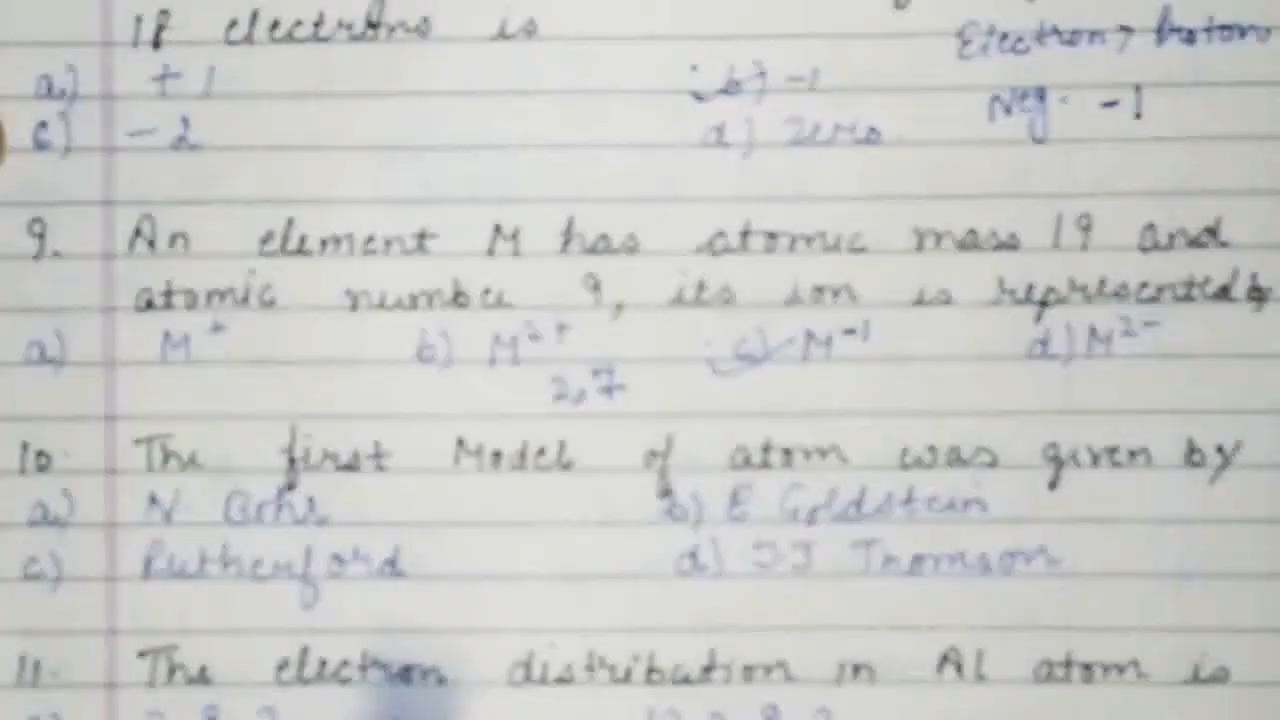 18 electrons is
Electron > Protons
a) +1 b) -1
Neg. -1
c) -2 d) Zero
9. An element M has atomic mass 19 and
atomic number 9, its ion is represented by
a) M+ b) M2+ c) M-1 d) M2-
2,7
10. The first Model of atom was given by
a) N Bohr b) E Goldstein
c) Rutherford d) JJ Thomson
11. The electron distribution in Al atom is